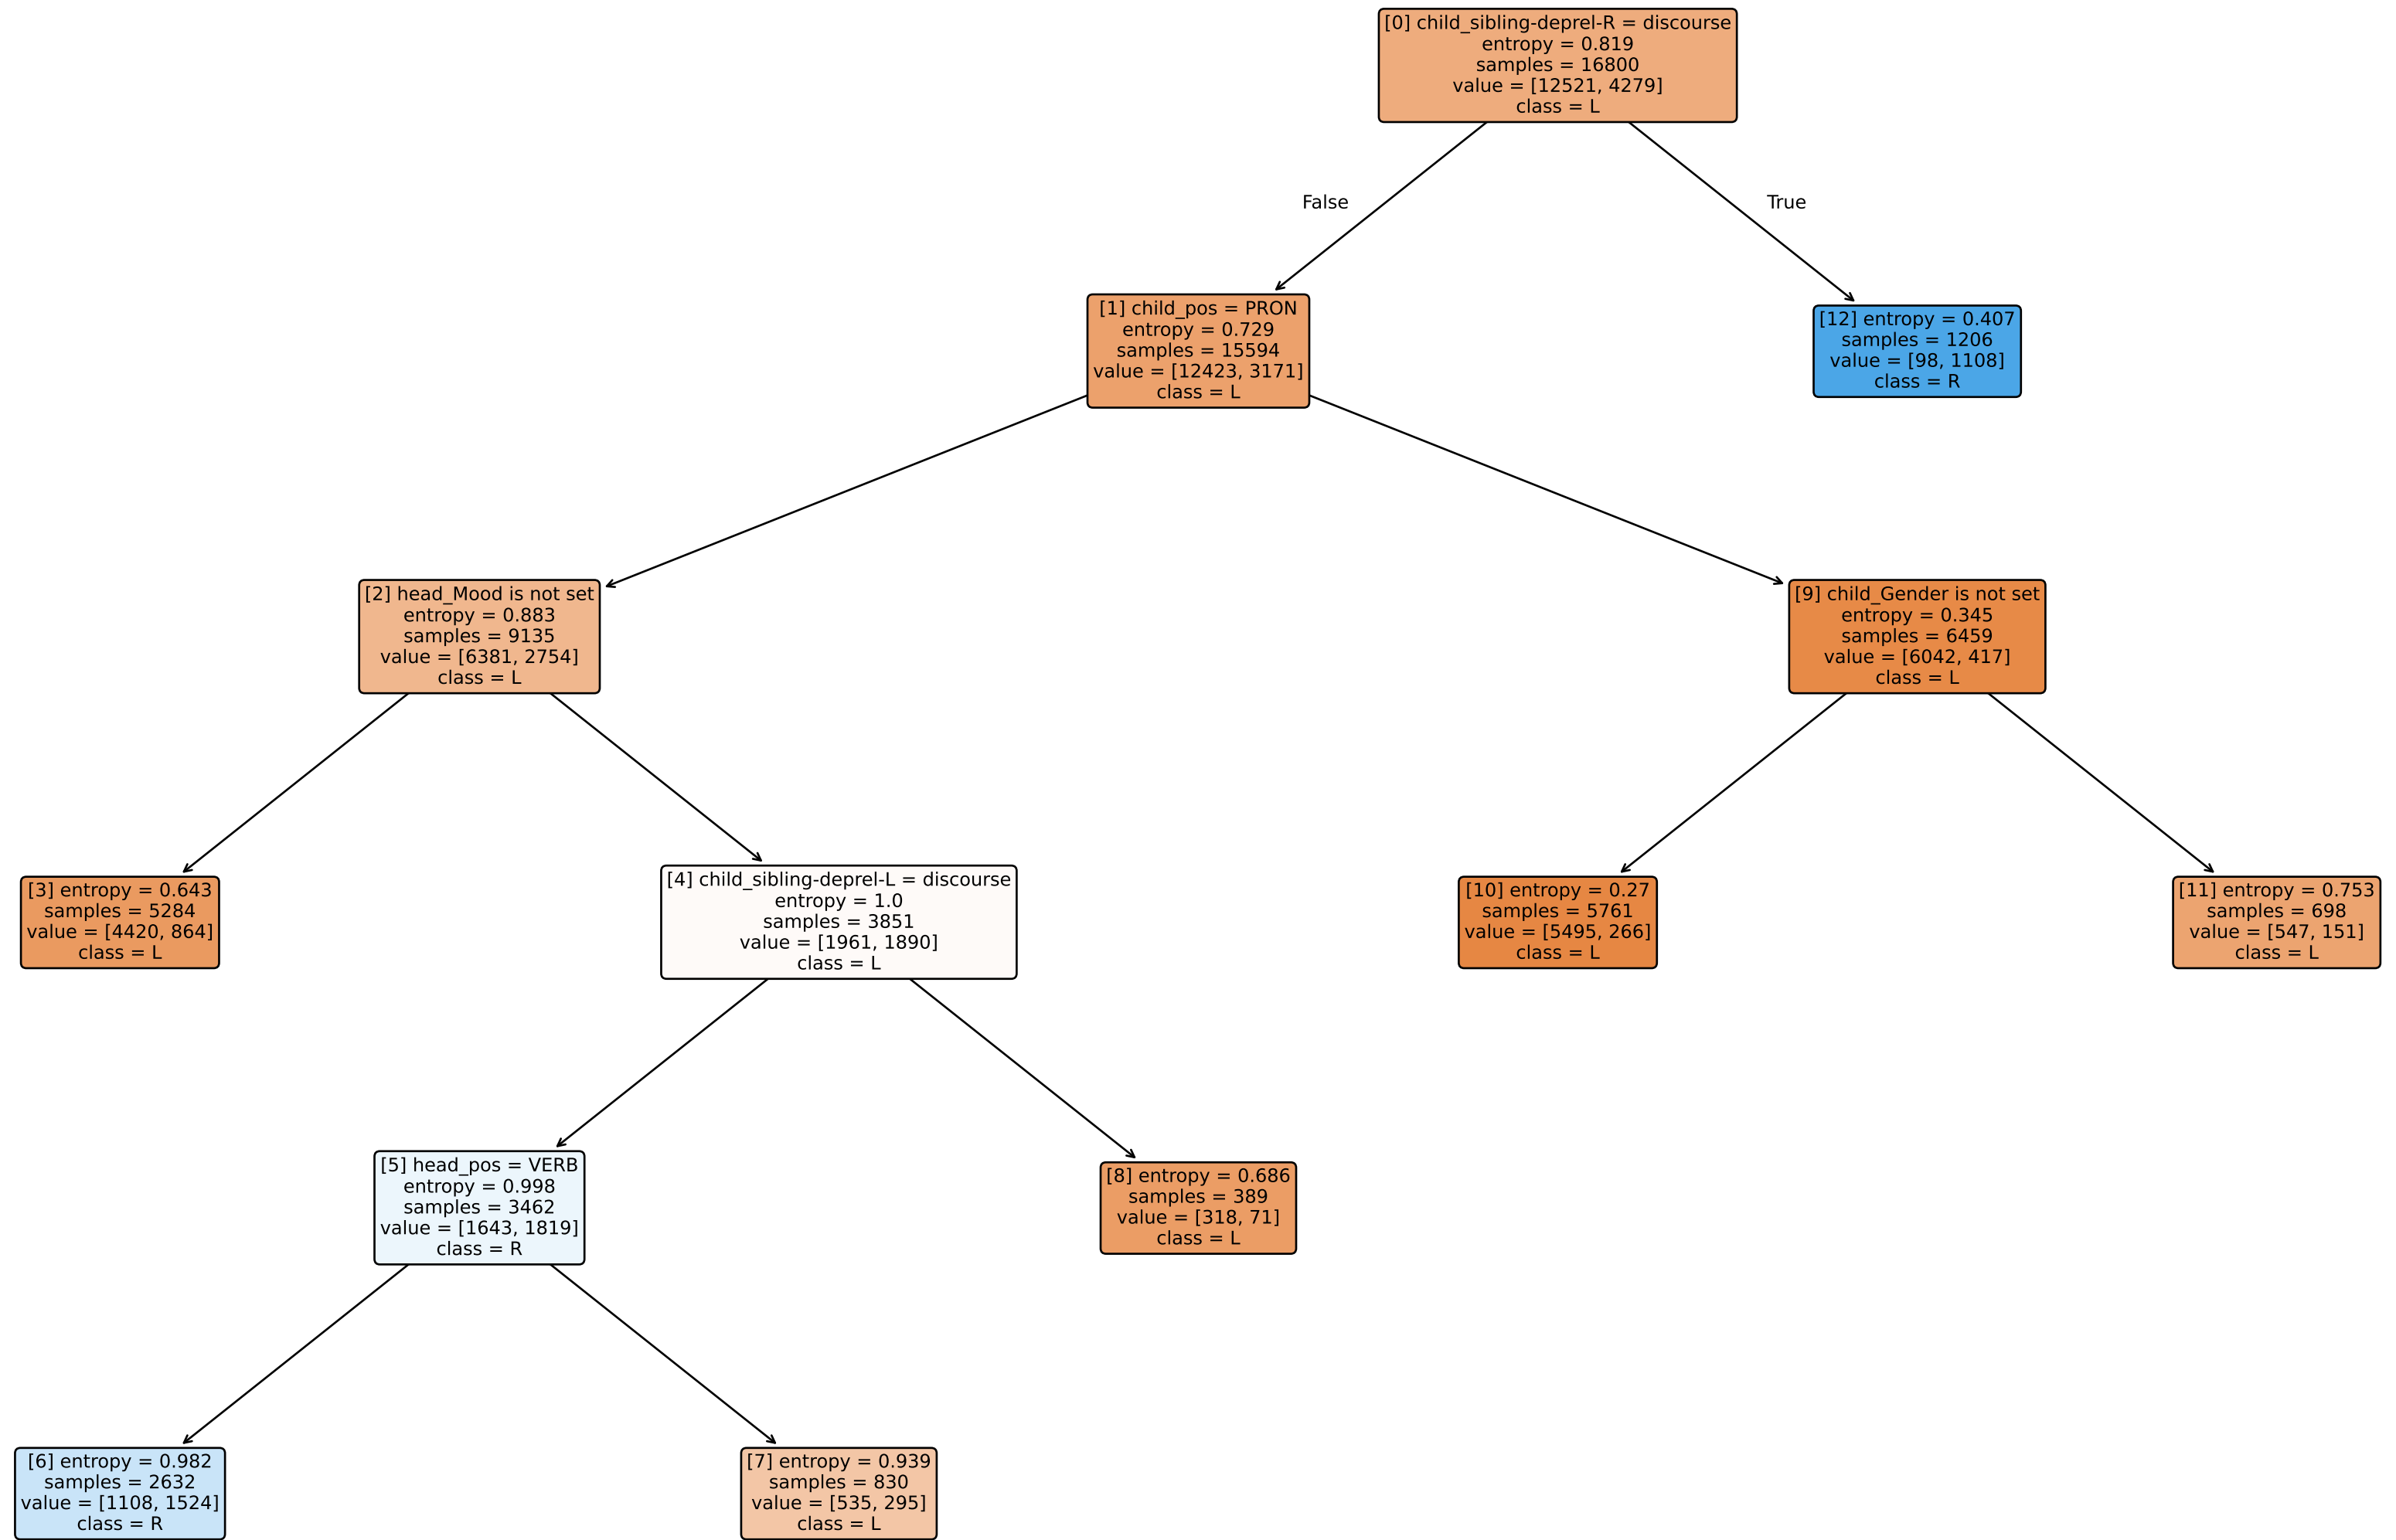 [0] child_sibling-deprel-R = discourse
entropy = 0.819
samples = 16800
value = [12521, 4279]
class = L
False
True
[1] child_pos = PRON
entropy = 0.729
samples = 15594
value = [12423, 3171]
class = L
[12] entropy = 0.407
samples = 1206
value = [98, 1108]
class = R
[2] head_Mood is not set
entropy = 0.883
samples = 9135
value = [6381, 2754]
class = L
[9] child_Gender is not set
entropy = 0.345
samples = 6459
value = [6042, 417]
class = L
[3] entropy = 0.643
samples = 5284
value = [4420, 864]
class = L
[4] child_sibling-deprel-L = discourse
entropy = 1.0
samples = 3851
value = [1961, 1890]
class = L
[10] entropy = 0.27
samples = 5761
value = [5495, 266]
class = L
[11] entropy = 0.753
samples = 698
value = [547, 151]
class = L
[5] head_pos = VERB
entropy = 0.998
samples = 3462
value = [1643, 1819]
class = R
[8] entropy = 0.686
samples = 389
value = [318, 71]
class = L
[6] entropy = 0.982
samples = 2632
value = [1108, 1524]
class = R
[7] entropy = 0.939
samples = 830
value = [535, 295]
class = L